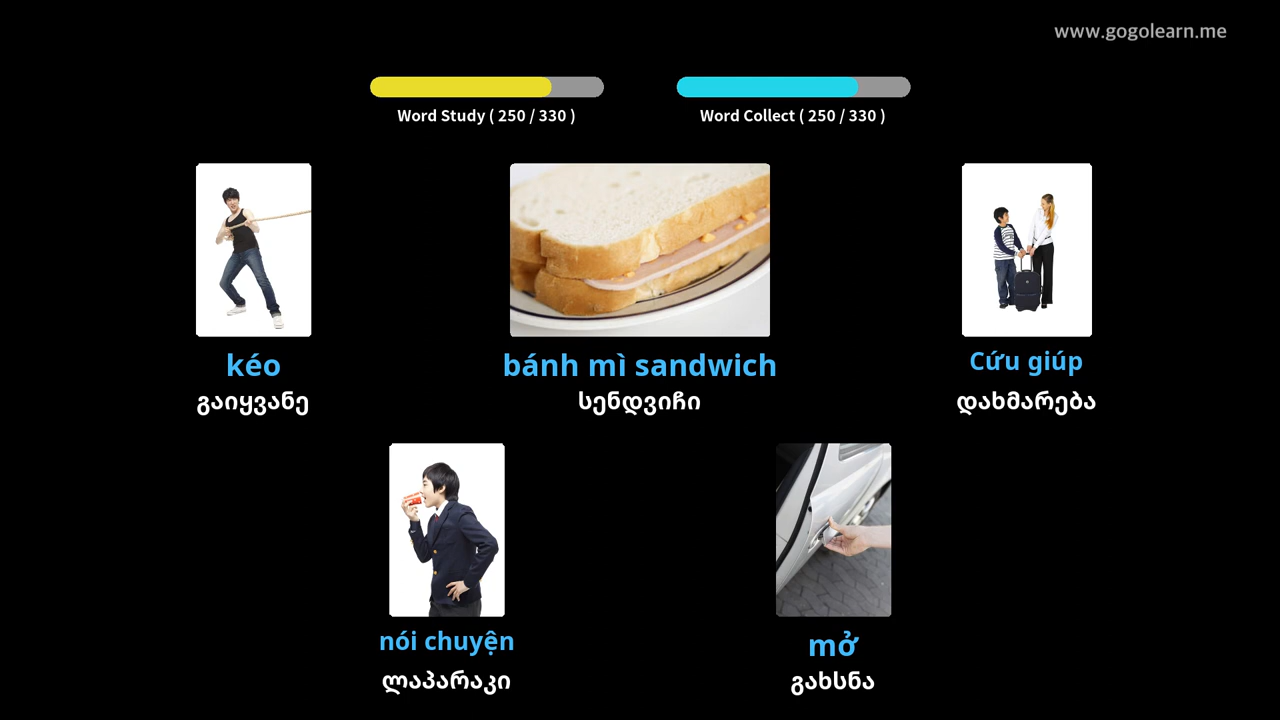 www.gogolearn.me
Word Study ( 250 / 330 )
Word Collect ( 250 / 330 )
kéo
გაიყვანე
bánh mì sandwich
სენდვიჩი
Cứu giúp
დახმარება
nói chuyện
ლაპარაკი
mở
გახსნა